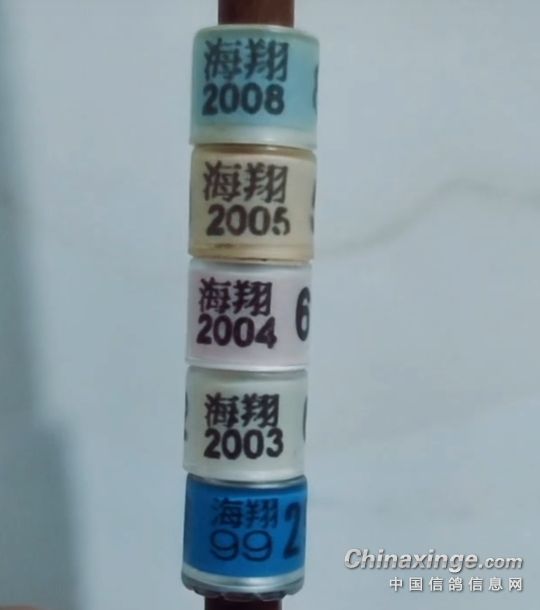 海翔
2008
海翔
2005
海翔
2004 6
海翔
2003
海翔
99 2
Chinaxinge.com
中国信鸽信息网